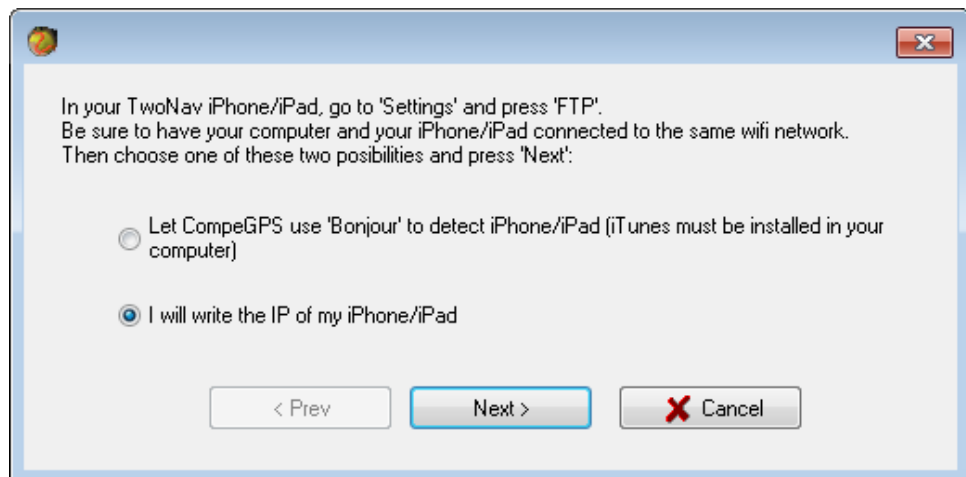 In your TwoNav iPhone/iPad, go to 'Settings' and press 'FTP'.
Be sure to have your computer and your iPhone/iPad connected to the same wifi network.
Then choose one of these two posibilities and press 'Next':
Let CompeGPS use 'Bonjour' to detect iPhone/iPad (iTunes must be installed in your
computer)
I will write the IP of my iPhone/iPad
< Prev
Next >
Cancel